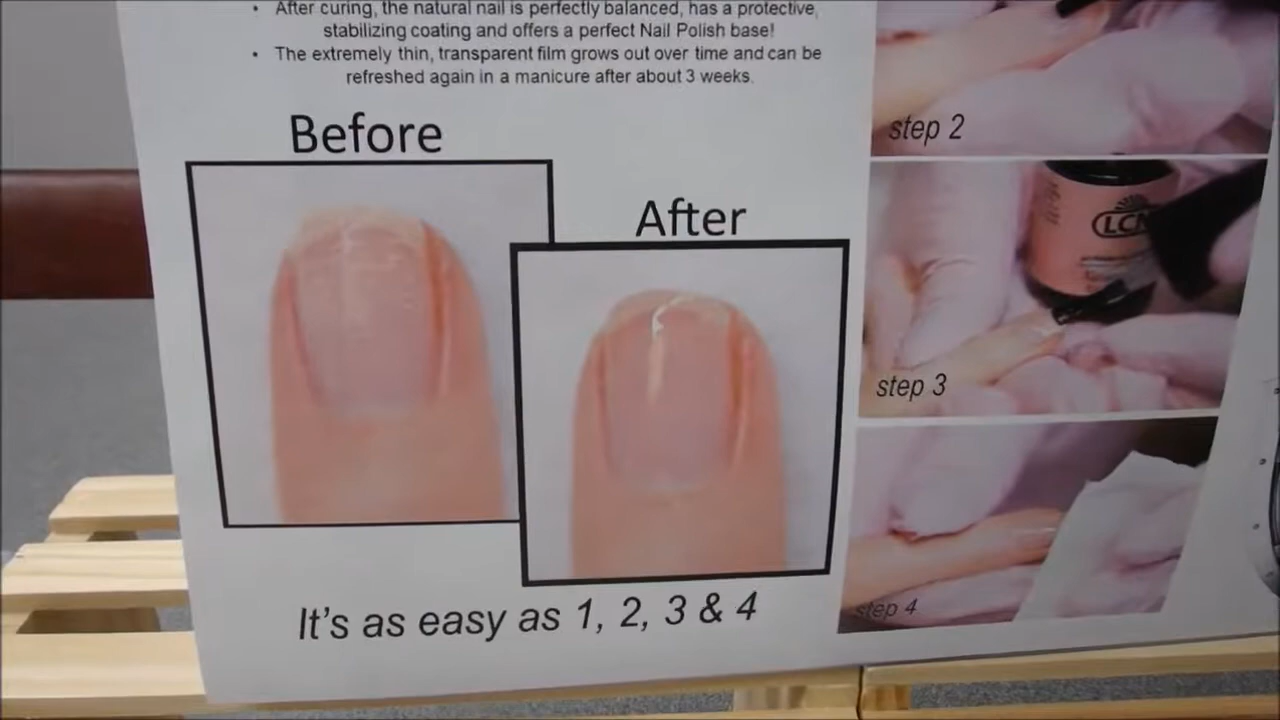 • After curing, the natural nail is perfectly balanced, has a protective,
stabilizing coating and offers a perfect Nail Polish base!
• The extremely thin, transparent film grows out over time and can be
refreshed again in a manicure after about 3 weeks.
Before
After
It's as easy as 1, 2, 3 & 4
step 2
LCN
step 3
step 4